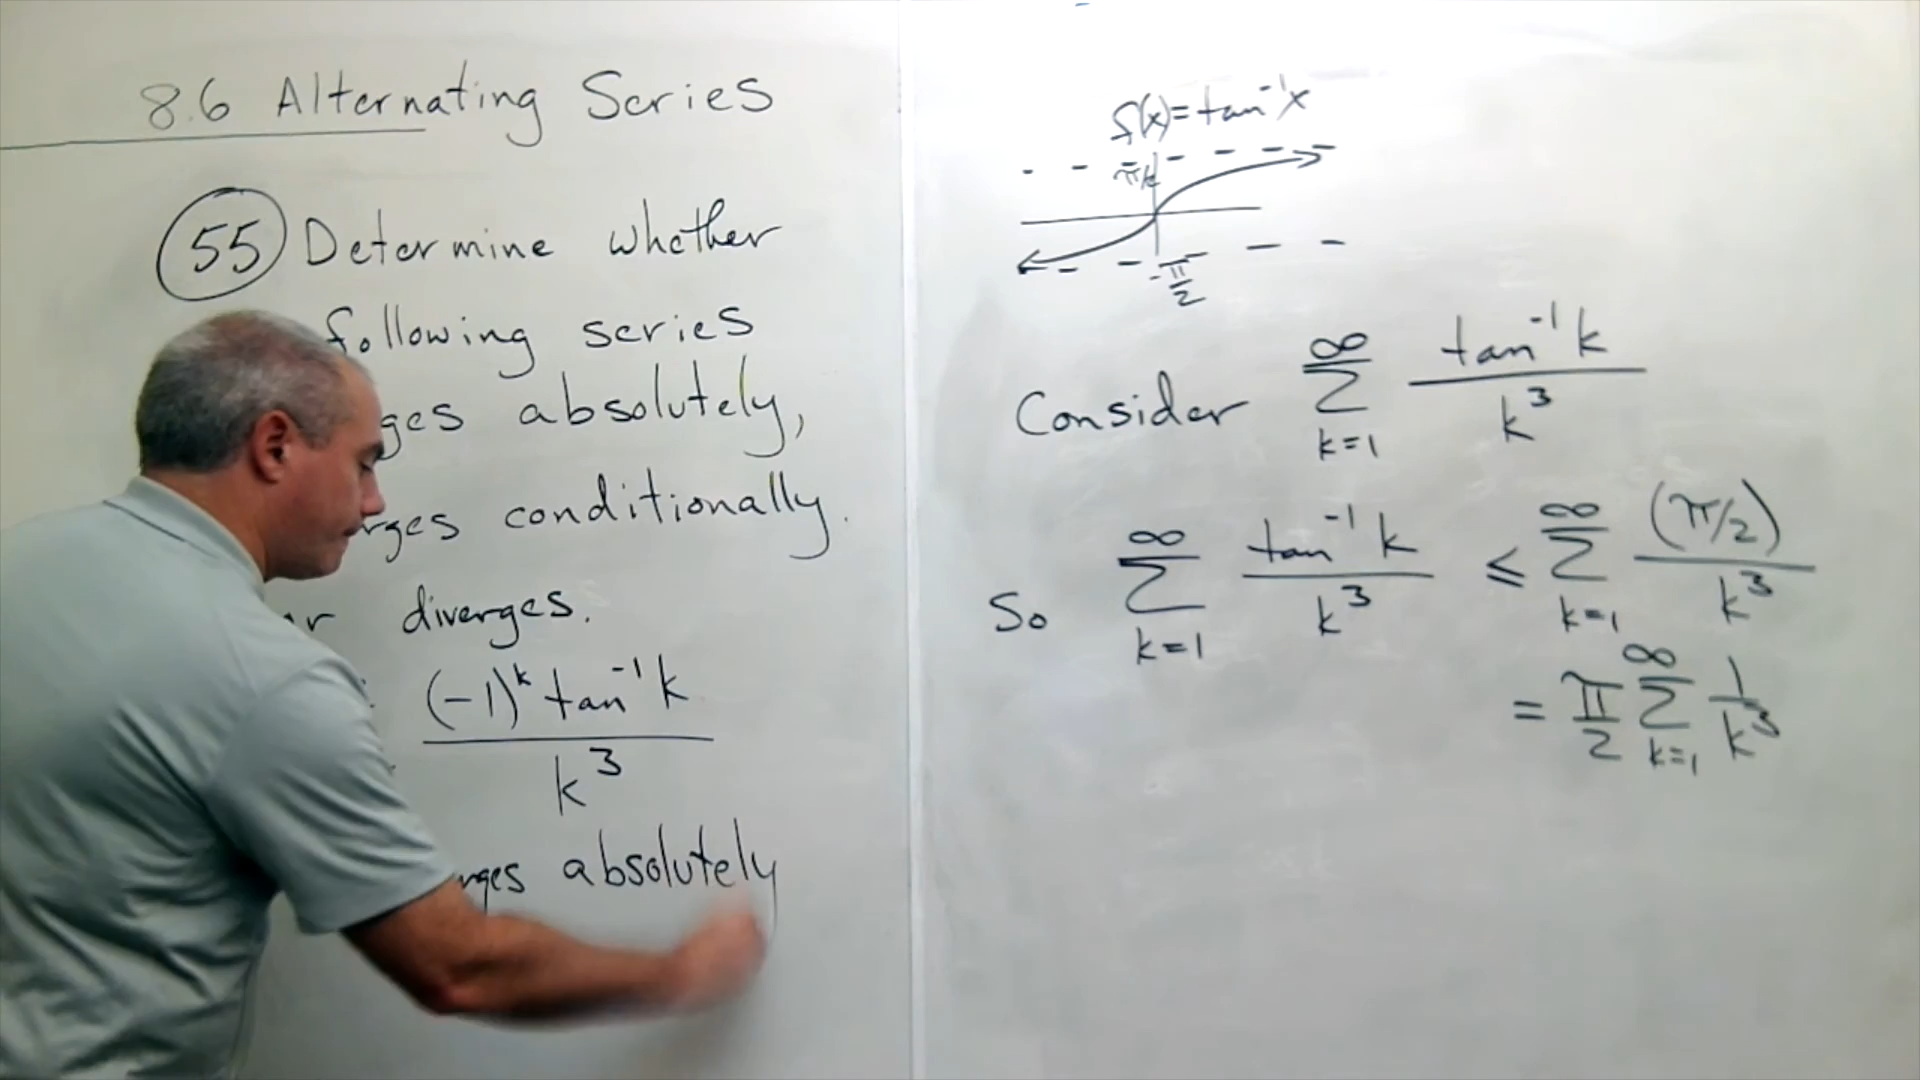 8.6 Alternating Series
55 Determine whether
following series
ges absolutely,
rges conditionally.
or diverges.
(-1)^k tan^-1 k
k^3
rges absolutely
f(x)=tan^-1 x
π/2
-π/2
Consider ∞ Σ k=1 tan^-1 k / k^3
So ∞ Σ k=1 tan^-1 k / k^3 ≤ ∞ Σ k=1 (π/2) / k^3
= π/2 ∞ Σ k=1 1/k^3